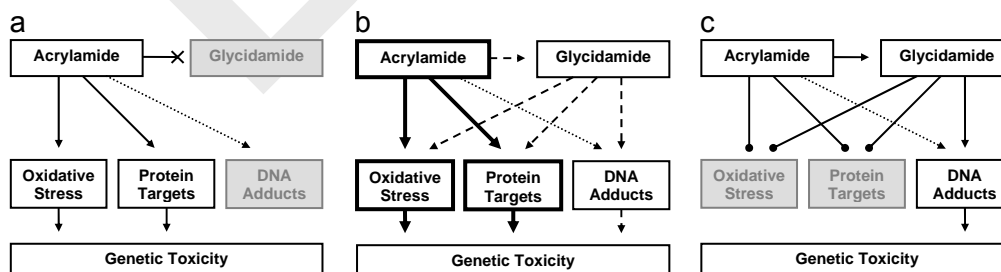 a
Acrylamide
Glycidamide
Oxidative
Stress
Protein
Targets
DNA
Adducts
Genetic Toxicity
b
Acrylamide
Glycidamide
Oxidative
Stress
Protein
Targets
DNA
Adducts
Genetic Toxicity
c
Acrylamide
Glycidamide
Oxidative
Stress
Protein
Targets
DNA
Adducts
Genetic Toxicity